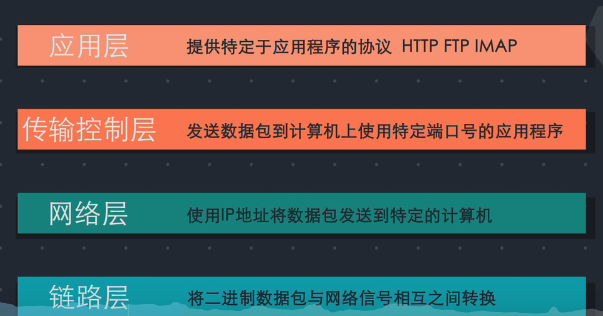 应用层 提供特定于应用程序的协议 HTTP FTP IMAP
传输控制层 发送数据包到计算机上使用特定端口号的应用程序
网络层 使用IP地址将数据包发送到特定的计算机
链路层 将二进制数据包与网络信号相互之间转换